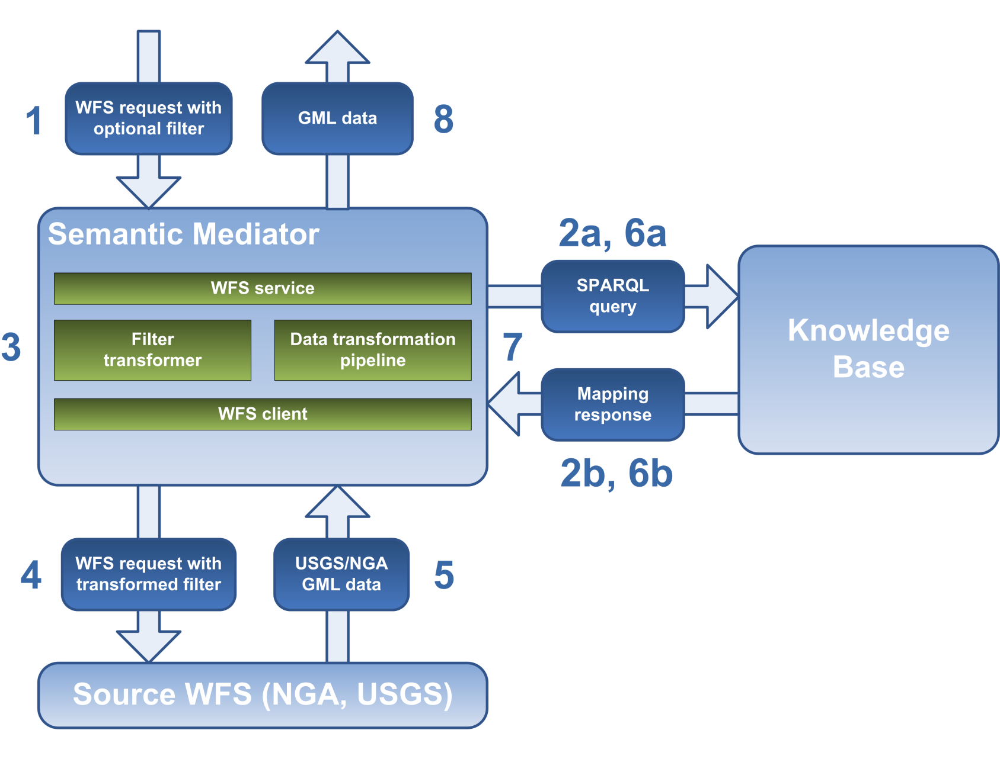 1
WFS request with
optional filter
GML data
8
Semantic Mediator
WFS service
3
Filter
transformer
Data transformation
pipeline
7
WFS client
2a, 6a
SPARQL
query
Mapping
response
2b, 6b
Knowledge
Base
4
WFS request with
transformed filter
USGS/NGA
GML data
5
Source WFS (NGA, USGS)